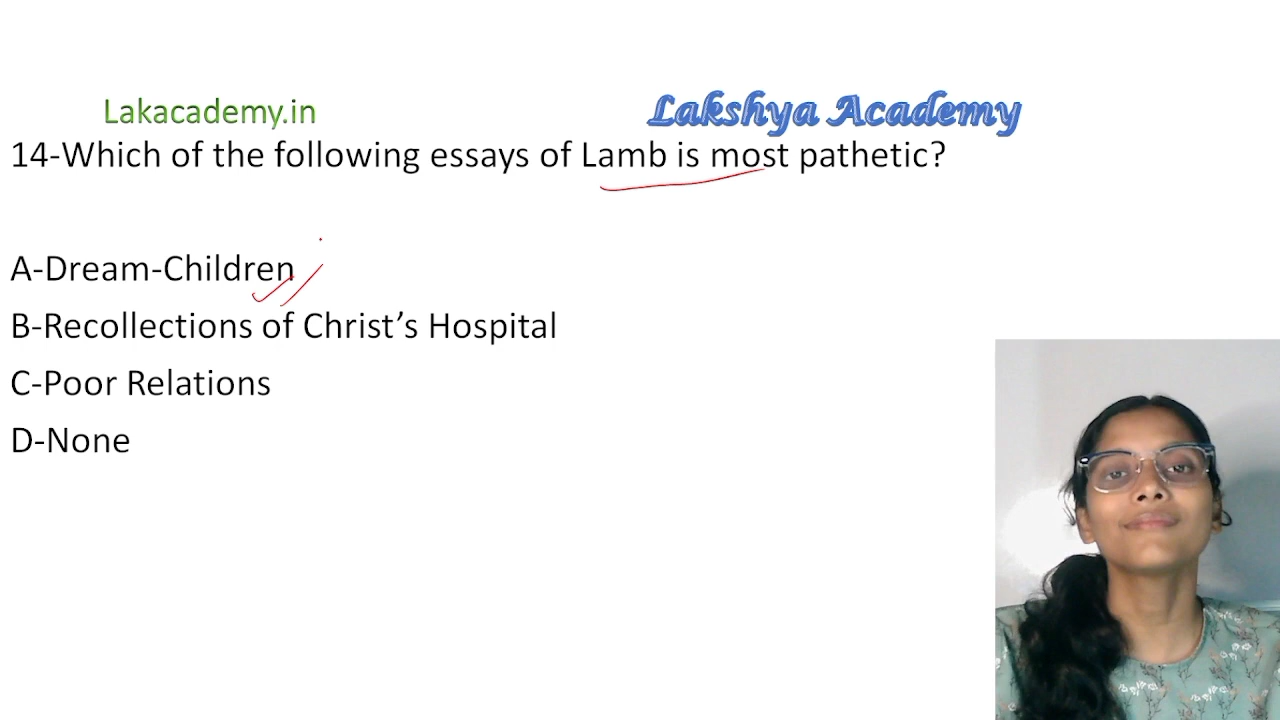 Lakacademy.in
Lakshya Academy
14-Which of the following essays of Lamb is most pathetic?
A-Dream-Children
B-Recollections of Christ’s Hospital
C-Poor Relations
D-None